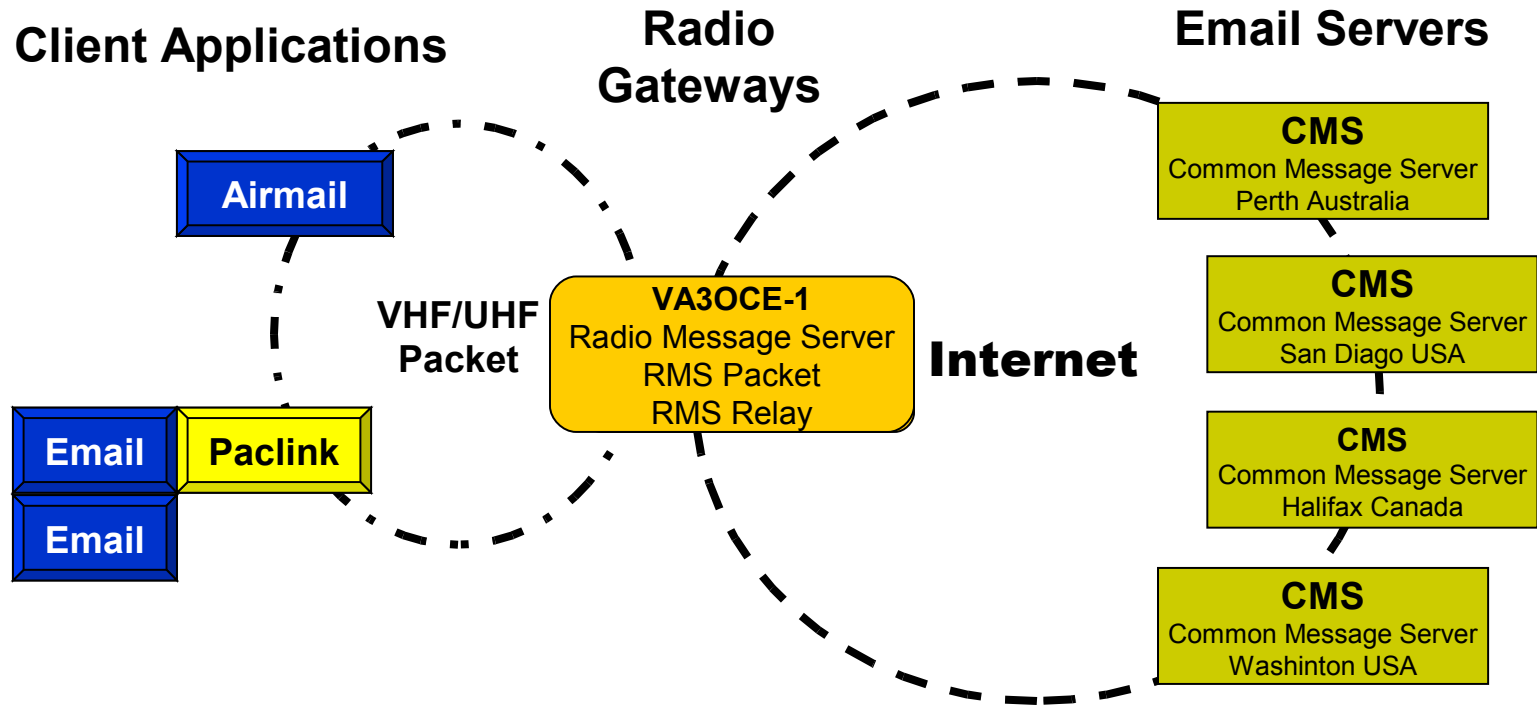 Client Applications
Radio
Gateways
Email Servers
Airmail
Email
Paclink
Email
VHF/UHF
Packet
VA3OCE-1
Radio Message Server
RMS Packet
RMS Relay
Internet
CMS
Common Message Server
Perth Australia
CMS
Common Message Server
San Diago USA
CMS
Common Message Server
Halifax Canada
CMS
Common Message Server
Washinton USA